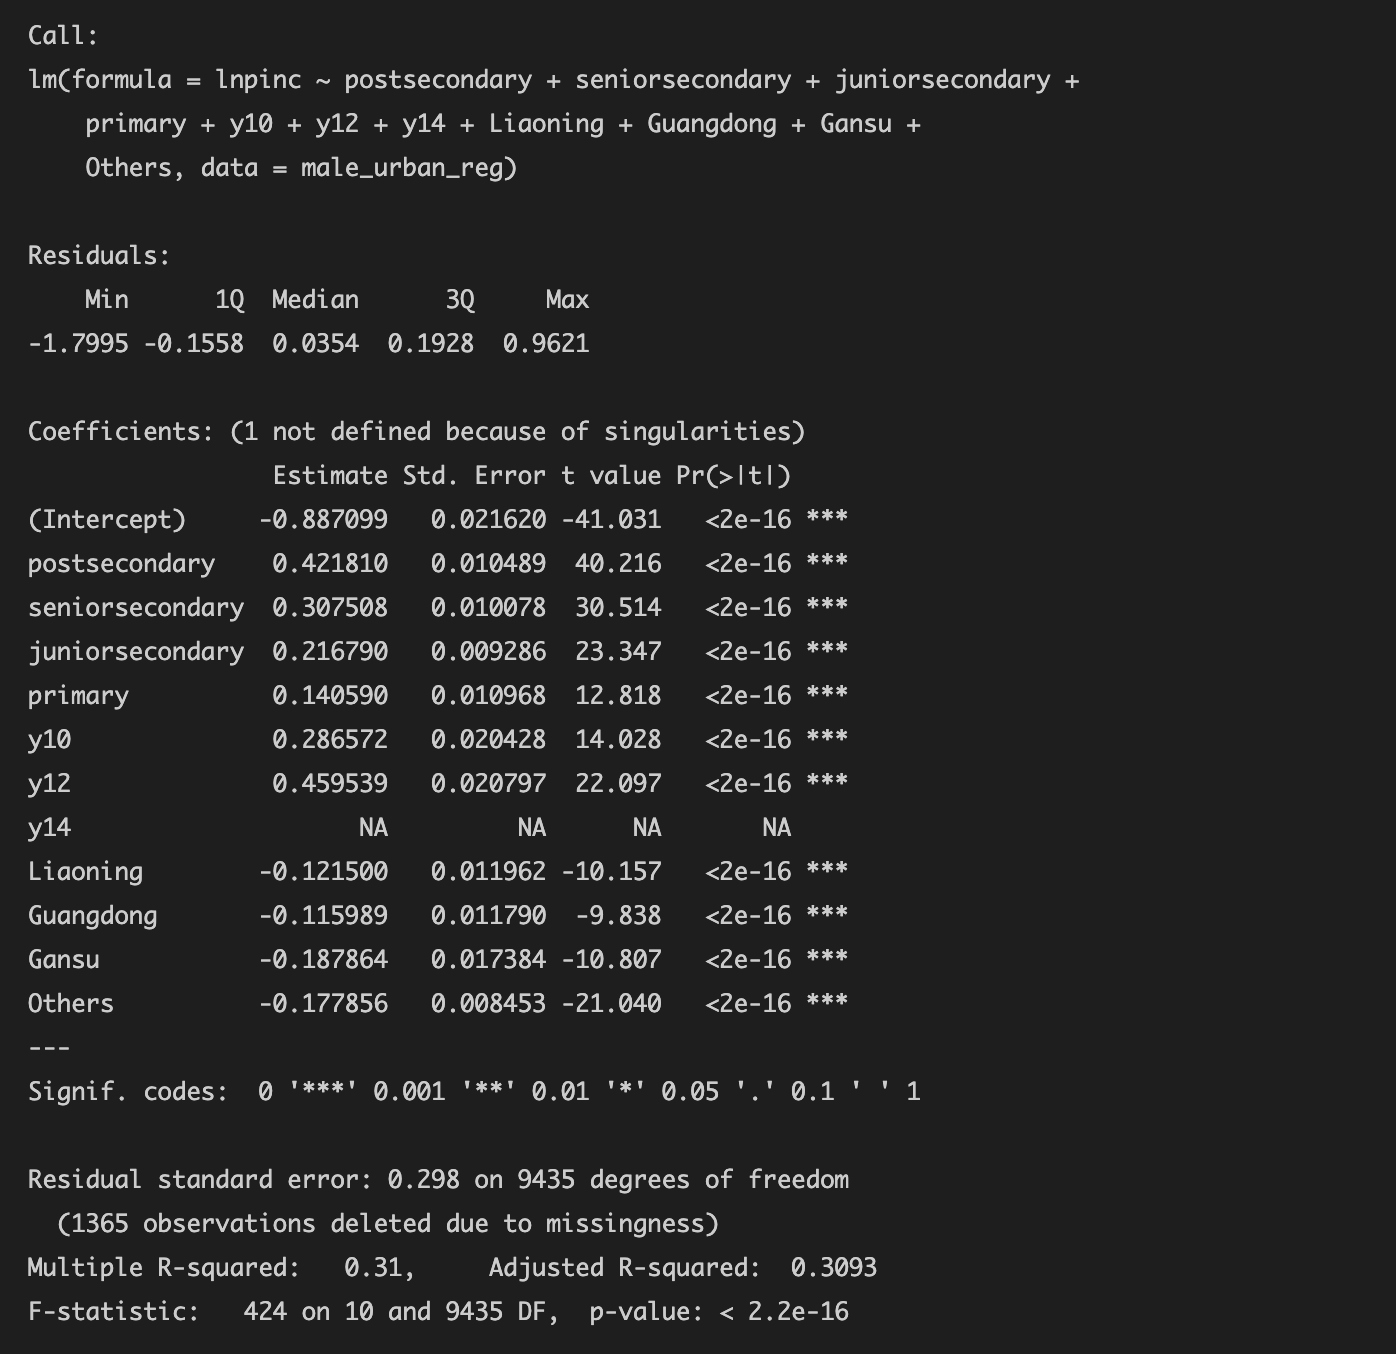 Call:
lm(formula = lnpinc ~ postsecondary + seniorsecondary + juniorsecondary +
    primary + y10 + y12 + y14 + Liaoning + Guangdong + Gansu +
    Others, data = male_urban_reg)

Residuals:
    Min      1Q  Median      3Q     Max
-1.7995 -0.1558  0.0354  0.1928  0.9621

Coefficients: (1 not defined because of singularities)
                 Estimate Std. Error t value Pr(>|t|)
(Intercept)     -0.887099   0.021620 -41.031   <2e-16 ***
postsecondary    0.421810   0.010489  40.216   <2e-16 ***
seniorsecondary  0.307508   0.010078  30.514   <2e-16 ***
juniorsecondary  0.216790   0.009286  23.347   <2e-16 ***
primary          0.140590   0.010968  12.818   <2e-16 ***
y10              0.286572   0.020428  14.028   <2e-16 ***
y12              0.459539   0.020797  22.097   <2e-16 ***
y14                    NA         NA      NA       NA
Liaoning        -0.121500   0.011962 -10.157   <2e-16 ***
Guangdong       -0.115989   0.011790  -9.838   <2e-16 ***
Gansu           -0.187864   0.017384 -10.807   <2e-16 ***
Others          -0.177856   0.008453 -21.040   <2e-16 ***
---
Signif. codes:  0 '***' 0.001 '**' 0.01 '*' 0.05 '.' 0.1 ' ' 1

Residual standard error: 0.298 on 9435 degrees of freedom
  (1365 observations deleted due to missingness)
Multiple R-squared:   0.31,     Adjusted R-squared:  0.3093
F-statistic:   424 on 10 and 9435 DF,  p-value: < 2.2e-16